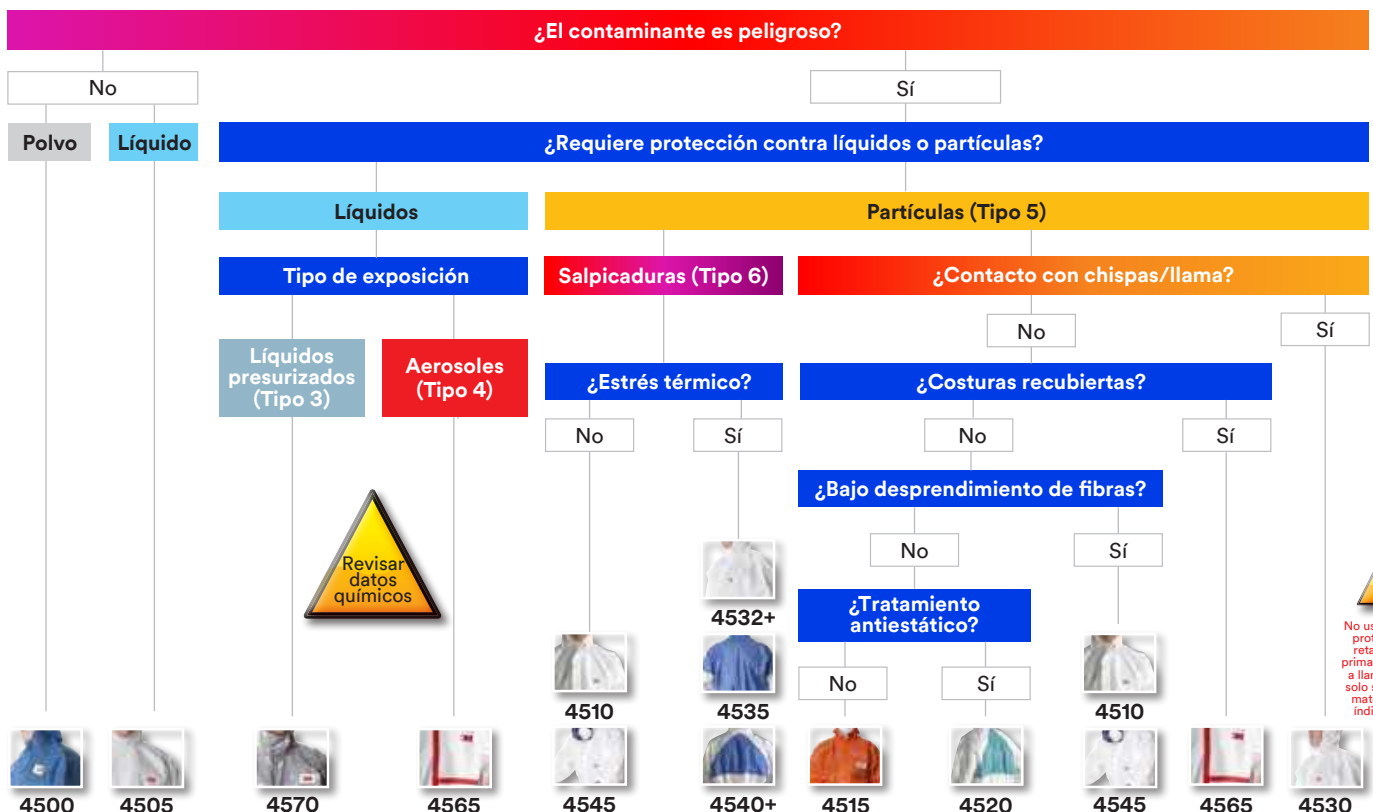 ¿El contaminante es peligroso?
No
Sí
Polvo
Líquido
¿Requiere protección contra líquidos o partículas?
Líquidos
Partículas (Tipo 5)
Tipo de exposición
Salpicaduras (Tipo 6)
¿Contacto con chispas/llama?
No
Sí
Líquidos
presurizados
(Tipo 3)
Aerosoles
(Tipo 4)
¿Estrés térmico?
¿Costuras recubiertas?
No
Sí
No
Sí
¿Bajo desprendimiento de fibras?
Revisar
datos
químicos
No
Sí
4532+
¿Tratamiento
antiestático?
No
Sí
4510
4535
4510
No
a
solo
4500
4505
4570
4565
4545
4540+
4515
4520
4545
4565
4530